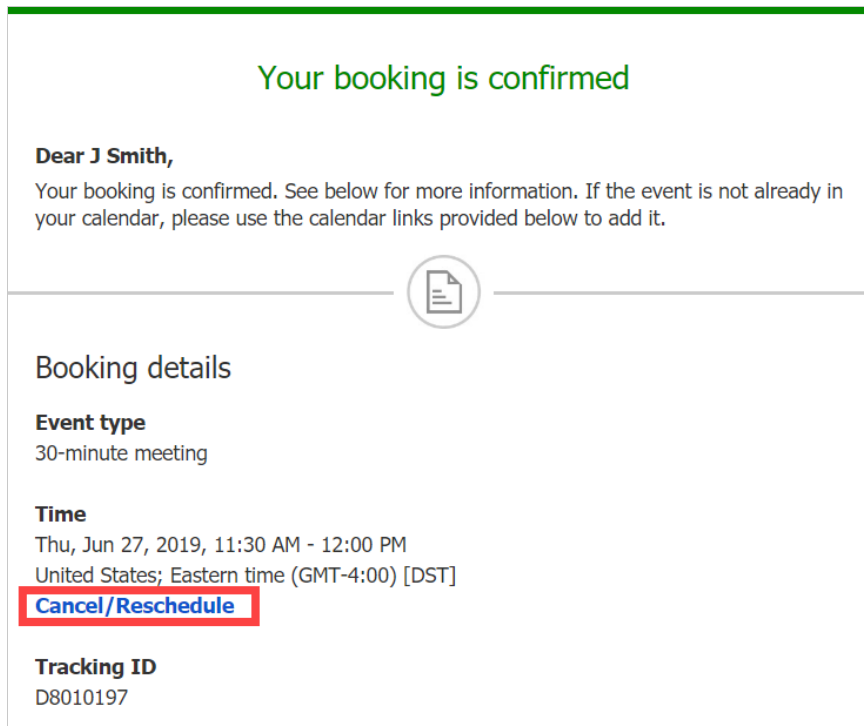 Your booking is confirmed
Dear J Smith,
Your booking is confirmed. See below for more information. If the event is not already in
your calendar, please use the calendar links provided below to add it.
Booking details
Event type
30-minute meeting
Time
Thu, Jun 27, 2019, 11:30 AM - 12:00 PM
United States; Eastern time (GMT-4:00) [DST]
Cancel/Reschedule
Tracking ID
D8010197